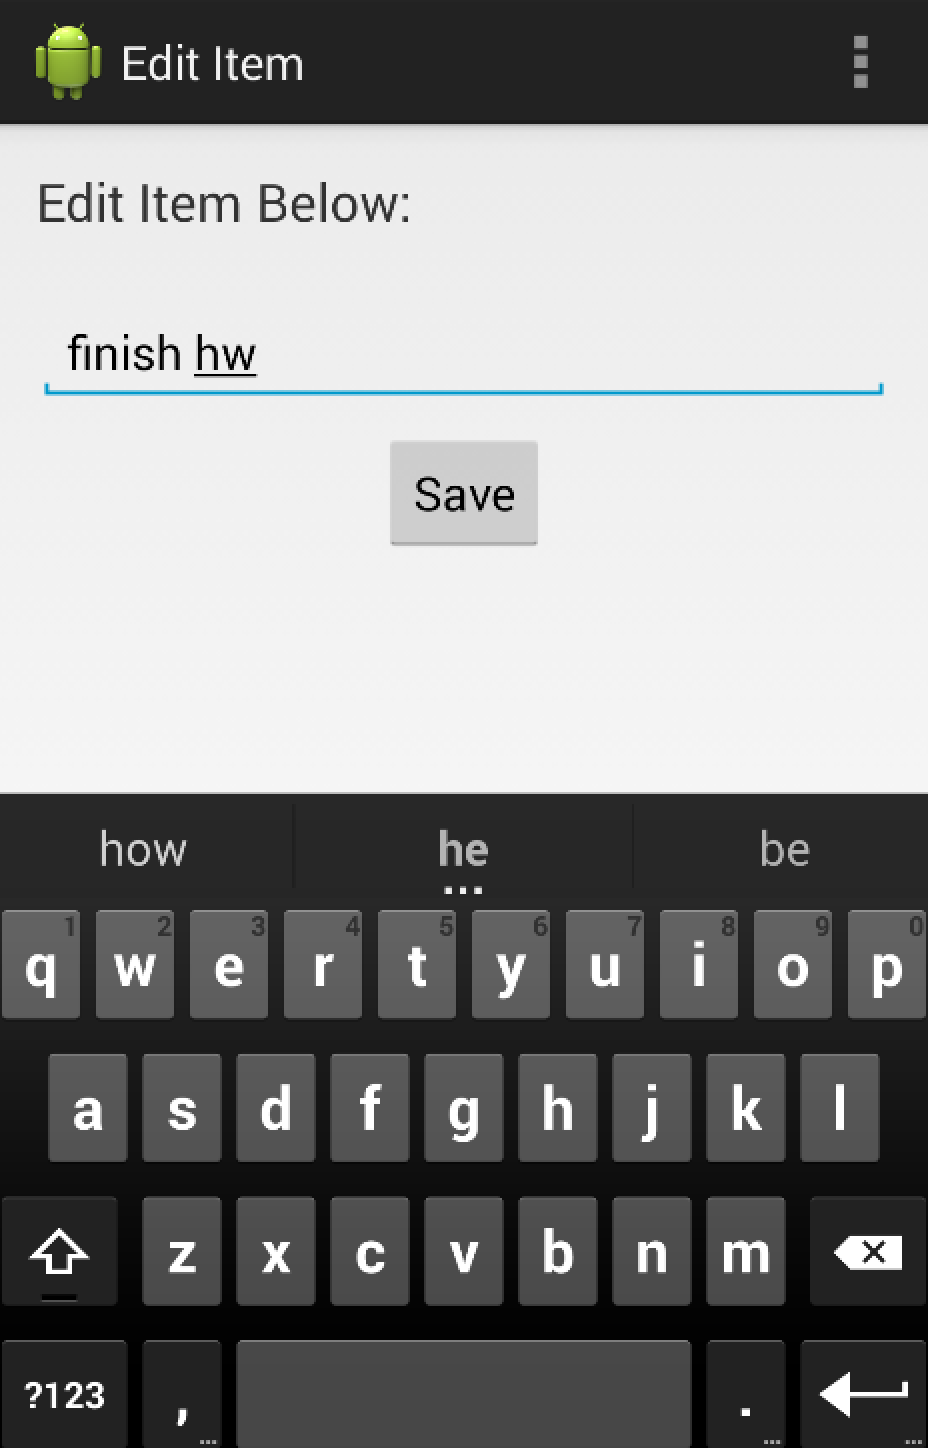 Edit Item
Edit Item Below:
finish hw
Save
how he be
1 2 3 4 5 6 7 8 9 0
q w e r t y u i o p
a s d f g h j k l
z x c v b n m
?123 , .